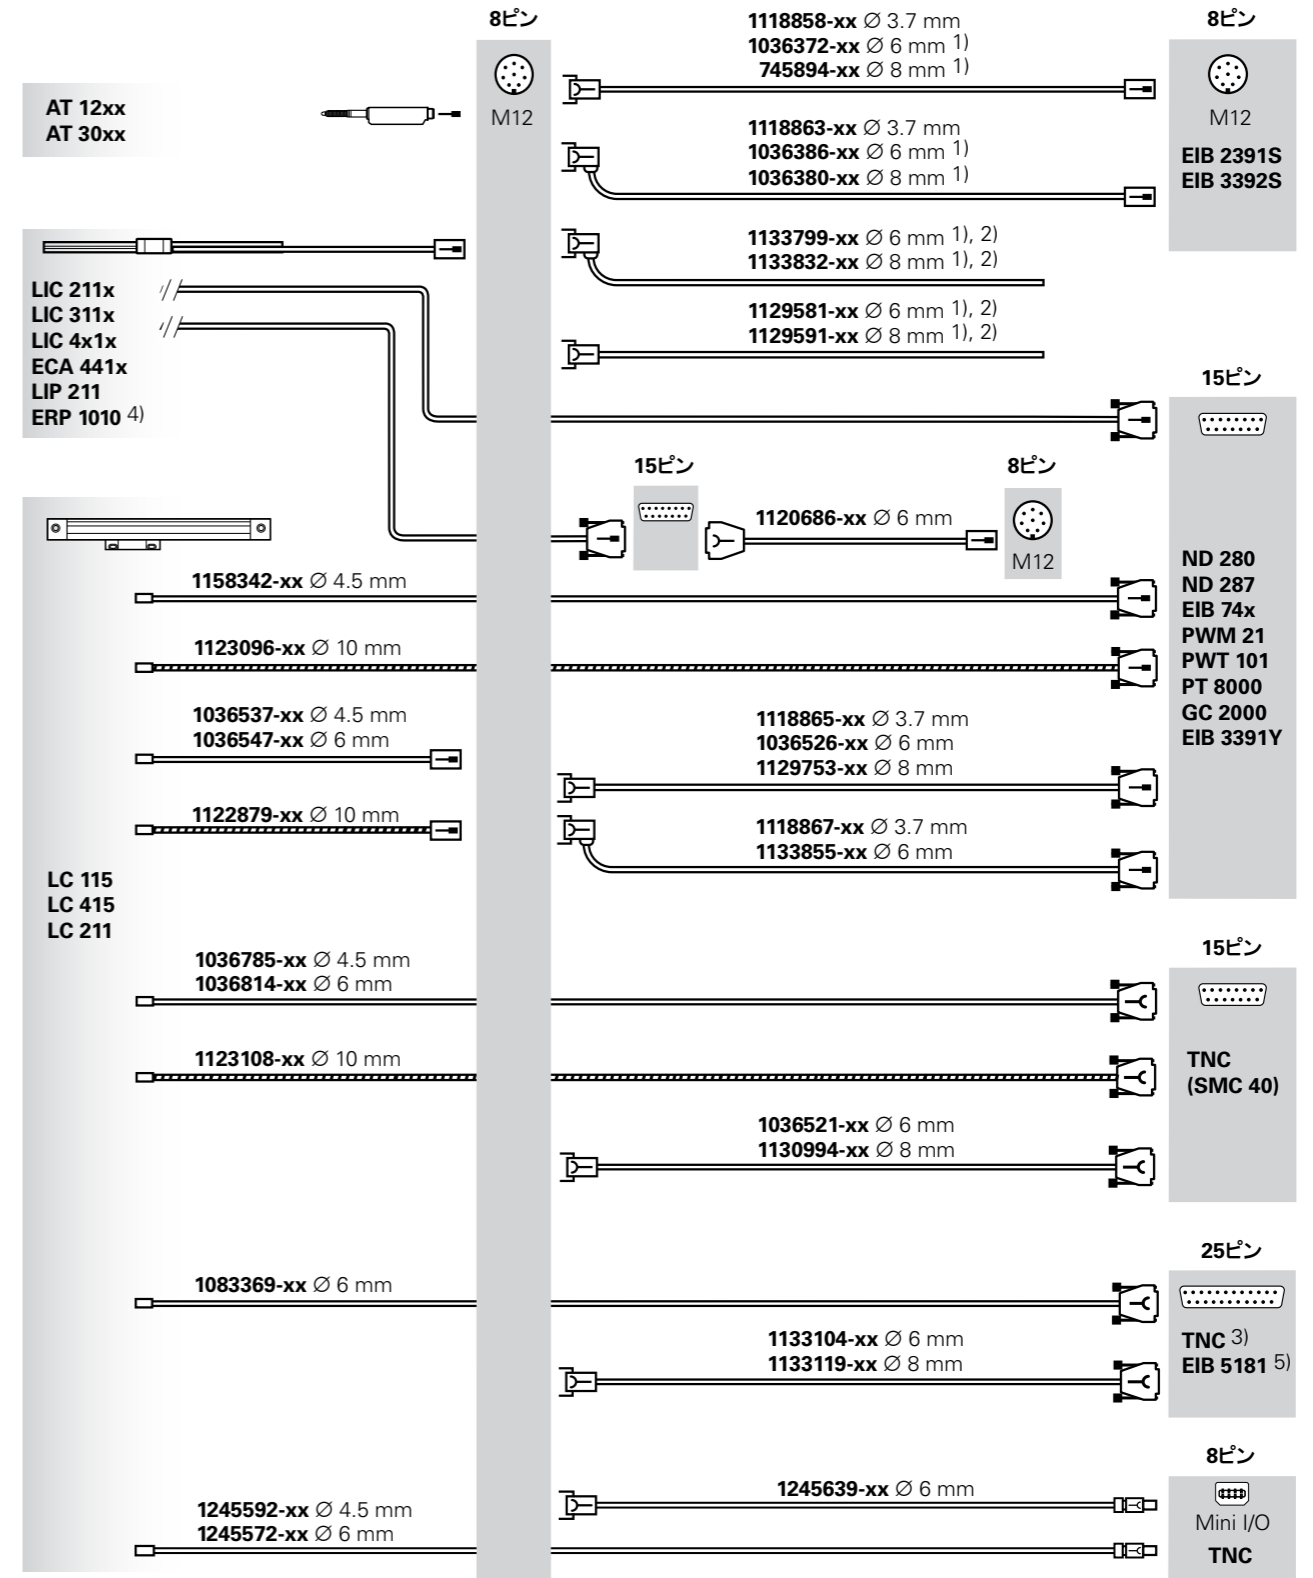 8ピン
1118858-xx Ø 3.7 mm
1036372-xx Ø 6 mm 1)
745894-xx Ø 8 mm 1)
8ピン
AT 12xx
AT 30xx
M12
M12
EIB 2391S
EIB 3392S
1118863-xx Ø 3.7 mm
1036386-xx Ø 6 mm 1)
1036380-xx Ø 8 mm 1)
1133799-xx Ø 6 mm 1), 2)
1133832-xx Ø 8 mm 1), 2)
LIC 211x
LIC 311x
LIC 4x1x
ECA 441x
LIP 211
ERP 1010 4)
1129581-xx Ø 6 mm 1), 2)
1129591-xx Ø 8 mm 1), 2)
15ピン
15ピン
8ピン
1120686-xx Ø 6 mm
M12
ND 280
ND 287
EIB 74x
PWM 21
PWT 101
PT 8000
GC 2000
EIB 3391Y
1158342-xx Ø 4.5 mm
1123096-xx Ø 10 mm
1036537-xx Ø 4.5 mm
1036547-xx Ø 6 mm
1118865-xx Ø 3.7 mm
1036526-xx Ø 6 mm
1129753-xx Ø 8 mm
1122879-xx Ø 10 mm
1118867-xx Ø 3.7 mm
1133855-xx Ø 6 mm
LC 115
LC 415
LC 211
15ピン
1036785-xx Ø 4.5 mm
1036814-xx Ø 6 mm
1123108-xx Ø 10 mm
TNC
(SMC 40)
1036521-xx Ø 6 mm
1130994-xx Ø 8 mm
25ピン
1083369-xx Ø 6 mm
1133104-xx Ø 6 mm
1133119-xx Ø 8 mm
TNC 3)
EIB 5181 5)
8ピン
1245639-xx Ø 6 mm
1245592-xx Ø 4.5 mm
1245572-xx Ø 6 mm
Mini I/O
TNC